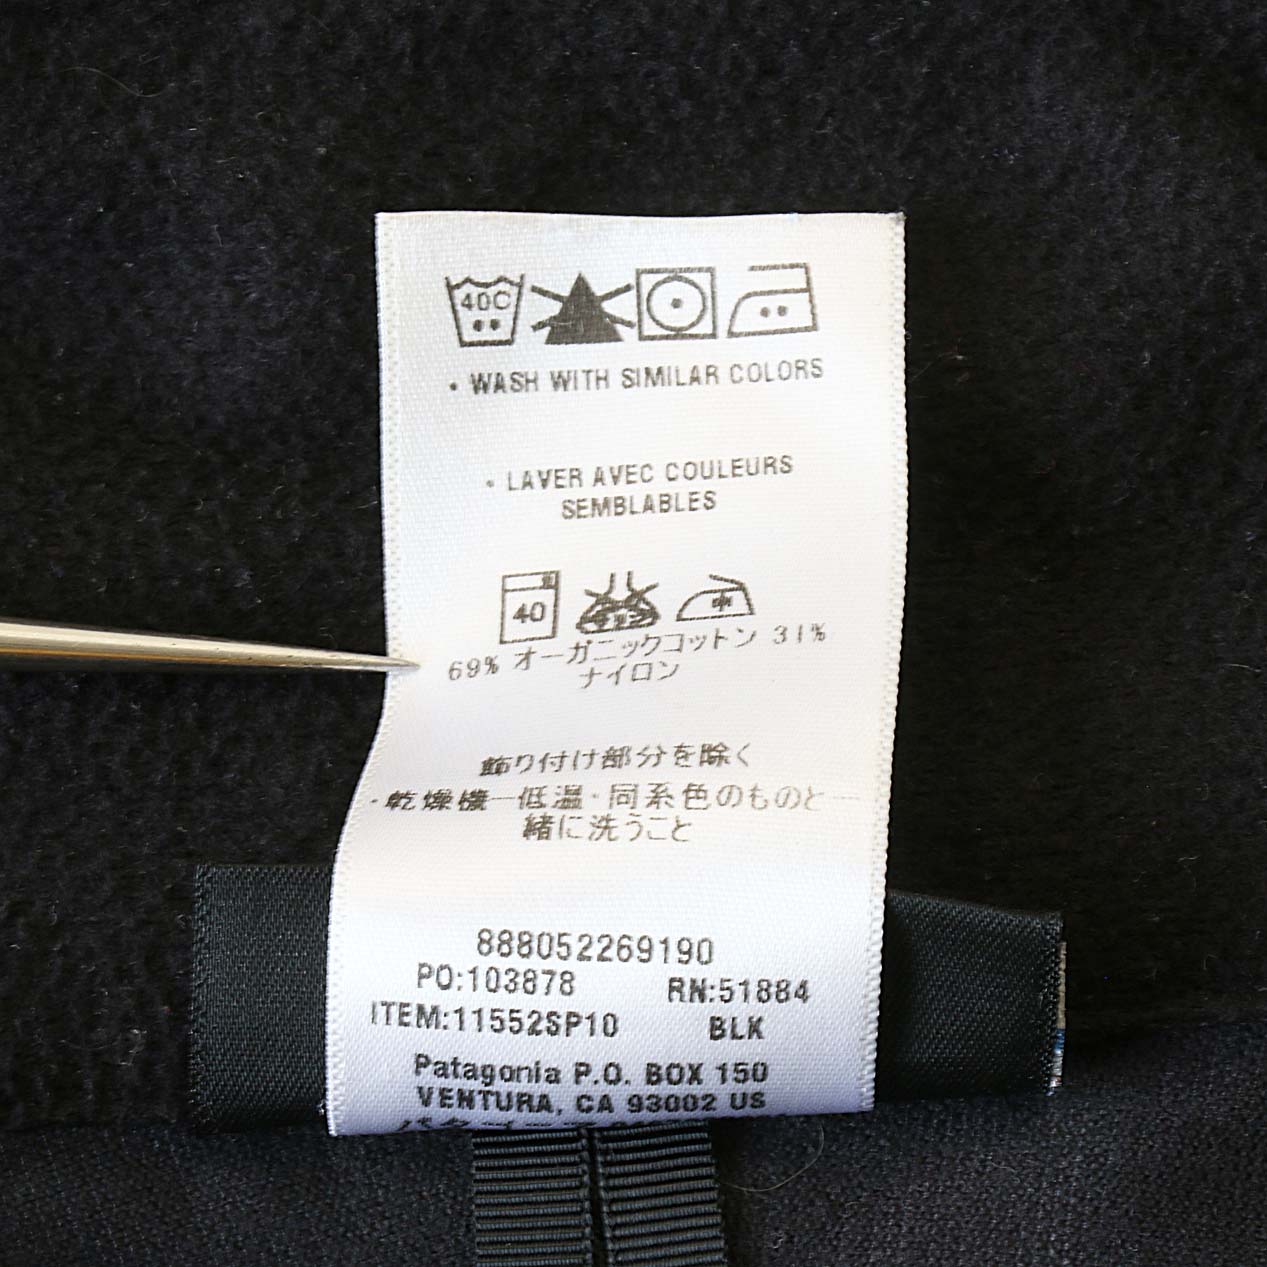 40C
• WASH WITH SIMILAR COLORS
• LAVER AVEC COULEURS
SEMBLABLES
40 中
69% オーガニックコットン 31%
ナイロン
飾り付け部分を除く
・乾燥機一低温・同系色のものと一
緒に洗うこと
888052269190
PO:103878 RN:51884
ITEM:11552SP10 BLK
Patagonia P.O. BOX 150
VENTURA, CA 93002 US